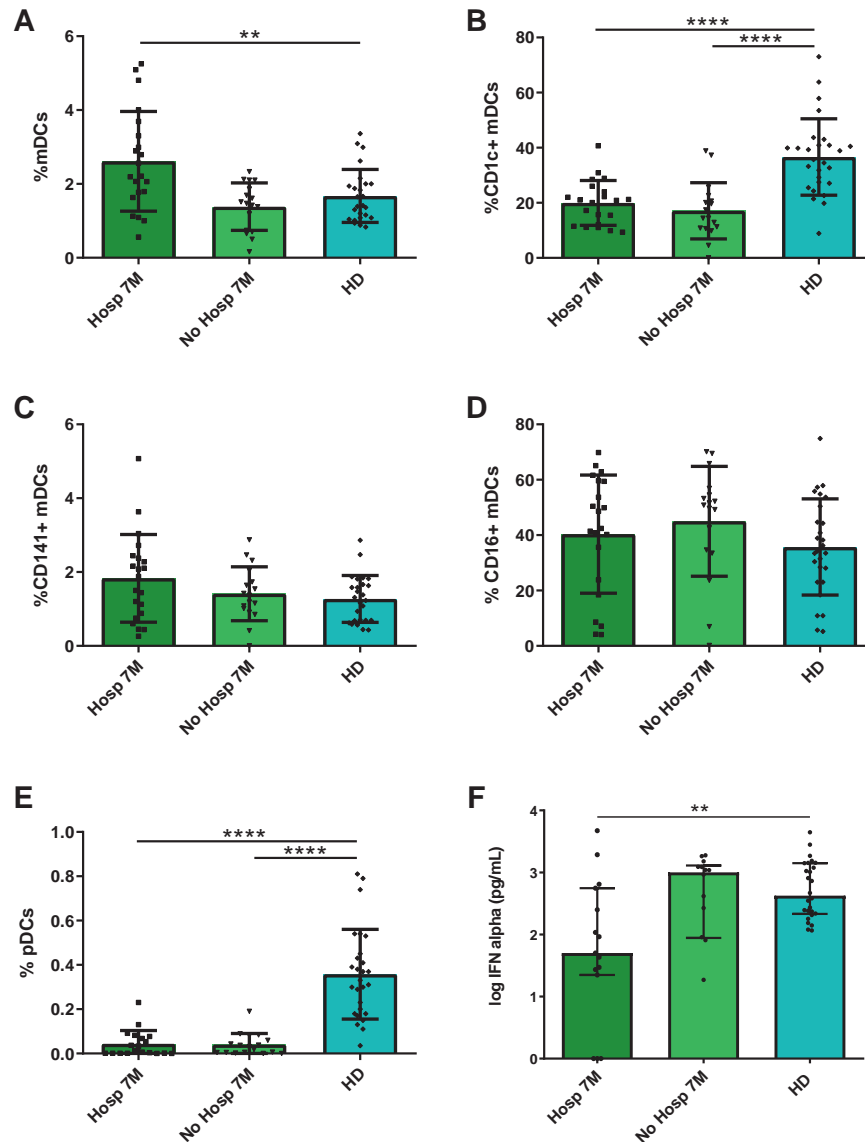 A
**
6
4
2
0
%mDCs
Hosp 7M
No Hosp 7M
HD
B
****
****
80
60
40
20
0
%CD1c+ mDCs
Hosp 7M
No Hosp 7M
HD
C
6
4
2
0
%CD141+ mDCs
Hosp 7M
No Hosp 7M
HD
D
80
60
40
20
0
% CD16+ mDCs
Hosp 7M
No Hosp 7M
HD
E
****
****
1.0
0.8
0.6
0.4
0.2
0.0
% pDCs
Hosp 7M
No Hosp 7M
HD
F
**
4
3
2
1
0
log IFN alpha (pg/mL)
Hosp 7M
No Hosp 7M
HD